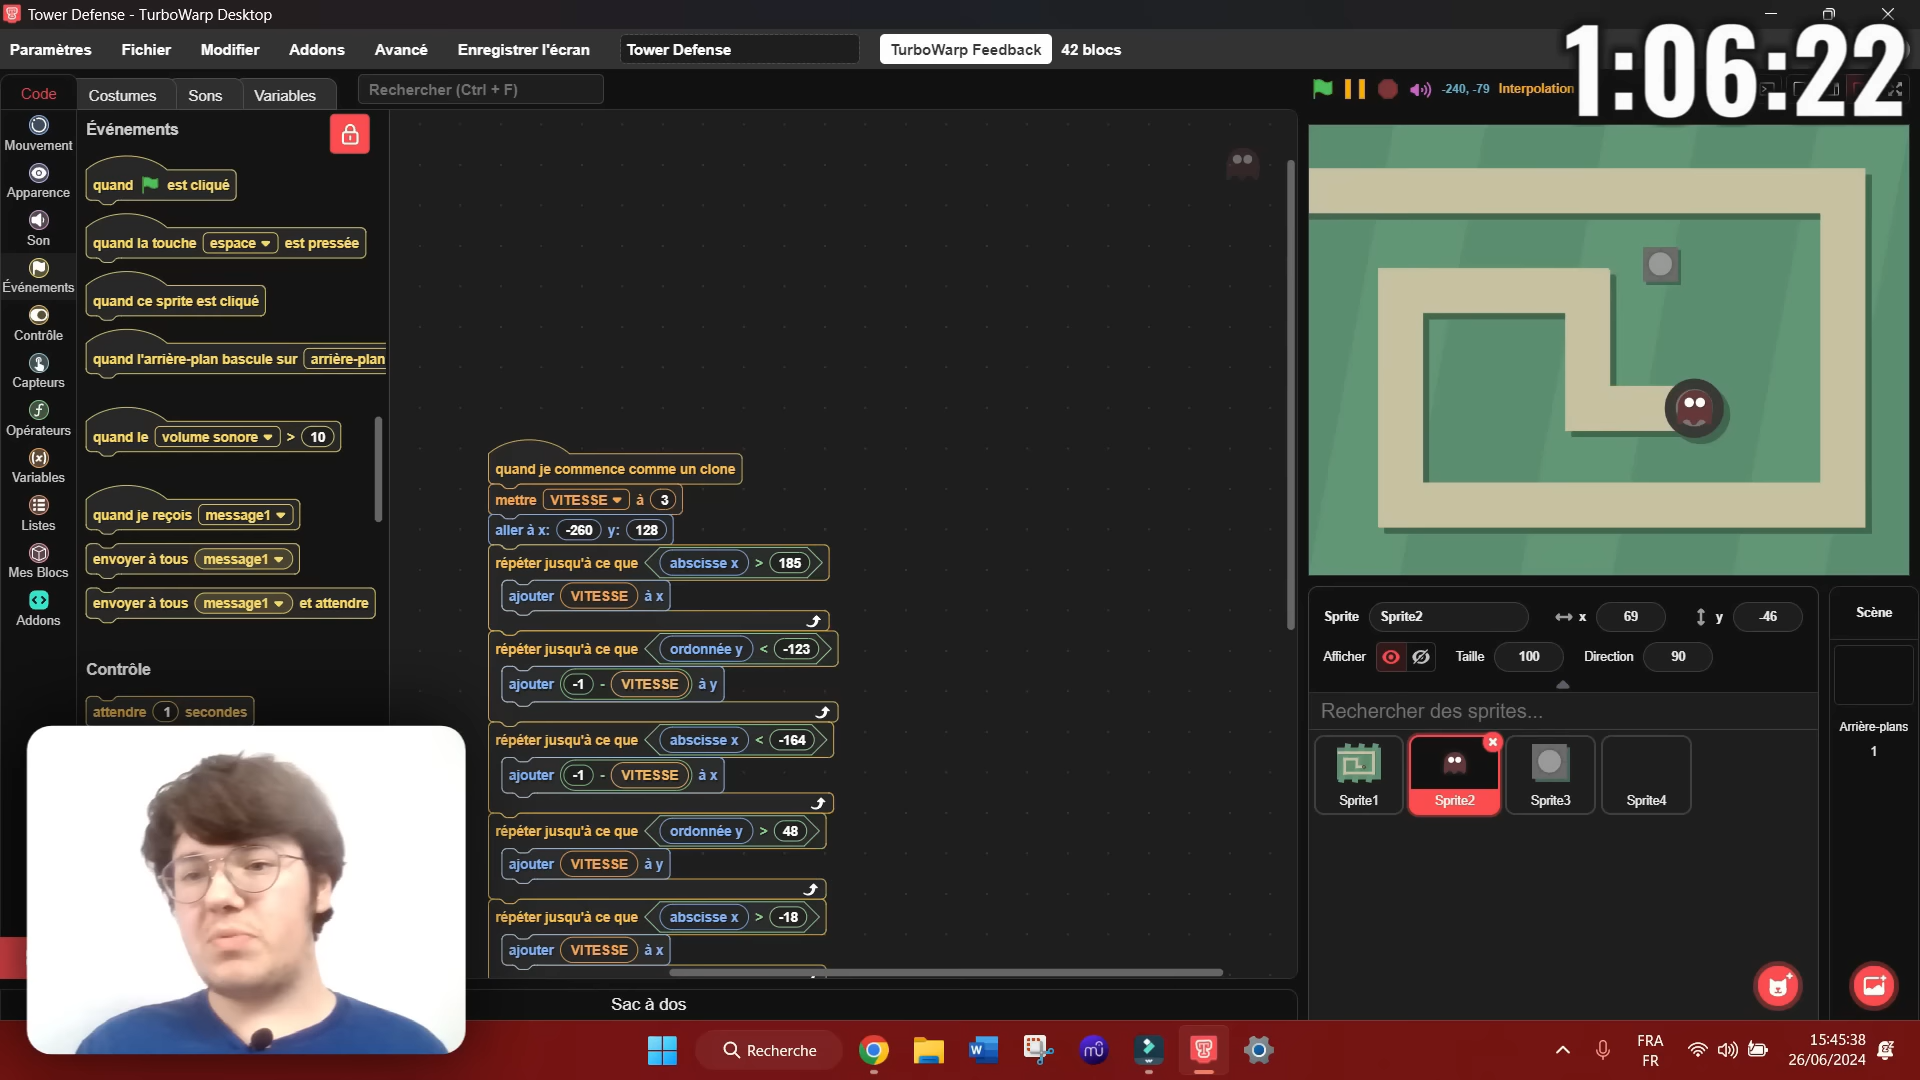 Tower Defense - TurboWarp Desktop
Paramètres Fichier Modifier Addons Avancé Enregistrer l'écran Tower Defense TurboWarp Feedback 42 blocs
1:06:22
Code Costumes Sons Variables Rechercher (Ctrl + F)
-240, -79 Interpolation
Mouvement
Apparence
Son
Événements
Contrôle
Capteurs
Opérateurs
Variables
Listes
Mes Blocs
Addons
Événements
quand est cliqué
quand la touche espace est pressée
quand ce sprite est cliqué
quand l'arrière-plan bascule sur arrière-plan
quand le volume sonore > 10
quand je reçois message1
envoyer à tous message1
envoyer à tous message1 et attendre
Contrôle
attendre 1 secondes
quand je commence comme un clone
mettre VITESSE à 3
aller à x: -260 y: 128
répéter jusqu'à ce que abscisse x > 185
ajouter VITESSE à x
répéter jusqu'à ce que ordonnée y < -123
ajouter -1 - VITESSE à y
répéter jusqu'à ce que abscisse x < -164
ajouter -1 - VITESSE à x
répéter jusqu'à ce que ordonnée y > 48
ajouter VITESSE à y
répéter jusqu'à ce que abscisse x > -18
ajouter VITESSE à x
Sac à dos
Sprite Sprite2 x 69 y -46
Afficher Taille 100 Direction 90
Rechercher des sprites...
Sprite1 Sprite2 Sprite3 Sprite4
Scène
Arrière-plans
1
Recherche
FRA
FR
15:45:38
26/06/2024